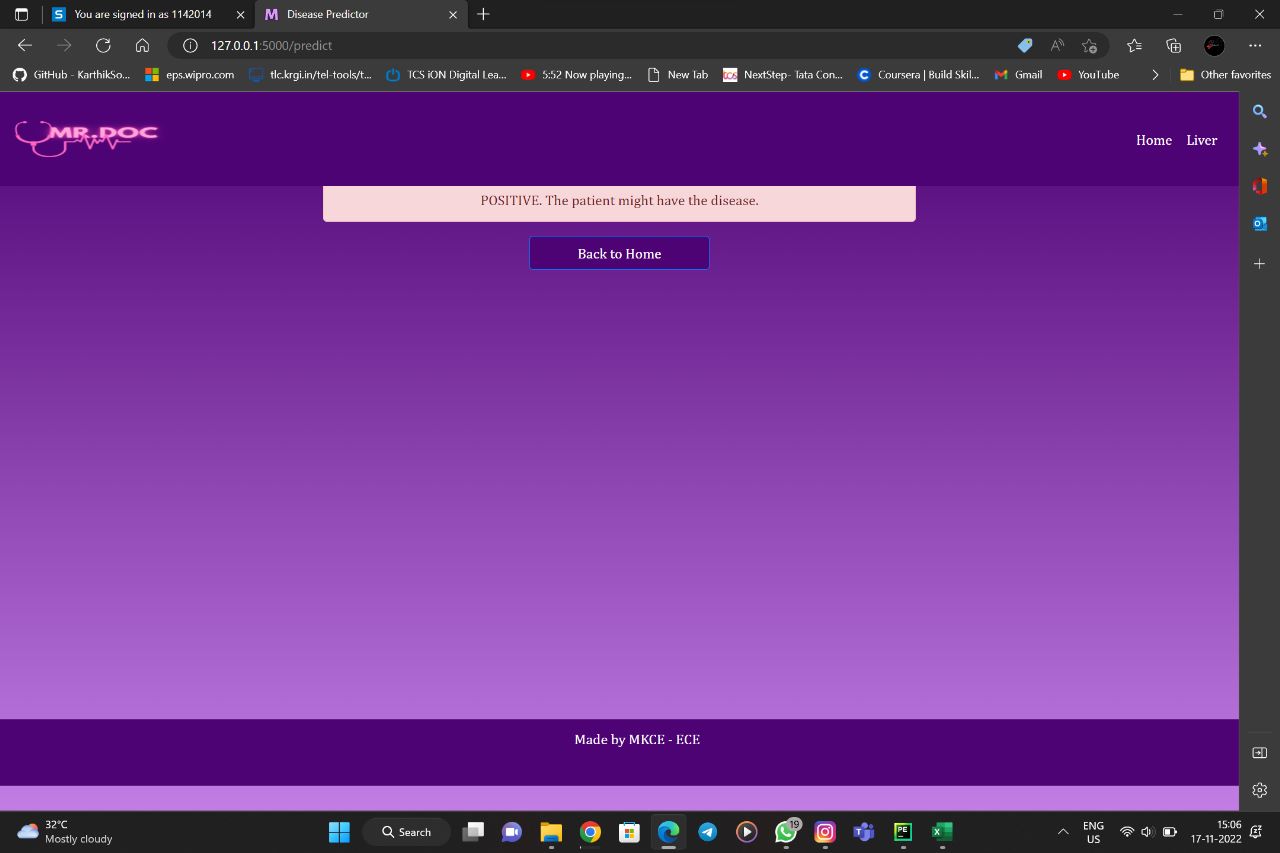 You are signed in as 1142014
Disease Predictor
127.0.0.1:5000/predict
GitHub - KarthikSo...
eps.wipro.com
tlc.krgi.in/tel-tools/t...
TCS iON Digital Lea...
5:52 Now playing...
New Tab
NextStep- Tata Con...
Coursera | Build Skil...
Gmail
YouTube
Other favorites
MR.DOC
Home Liver
POSITIVE. The patient might have the disease.
Back to Home
Made by MKCE - ECE
32°C
Mostly cloudy
Search
19
ENG
US
15:06
17-11-2022